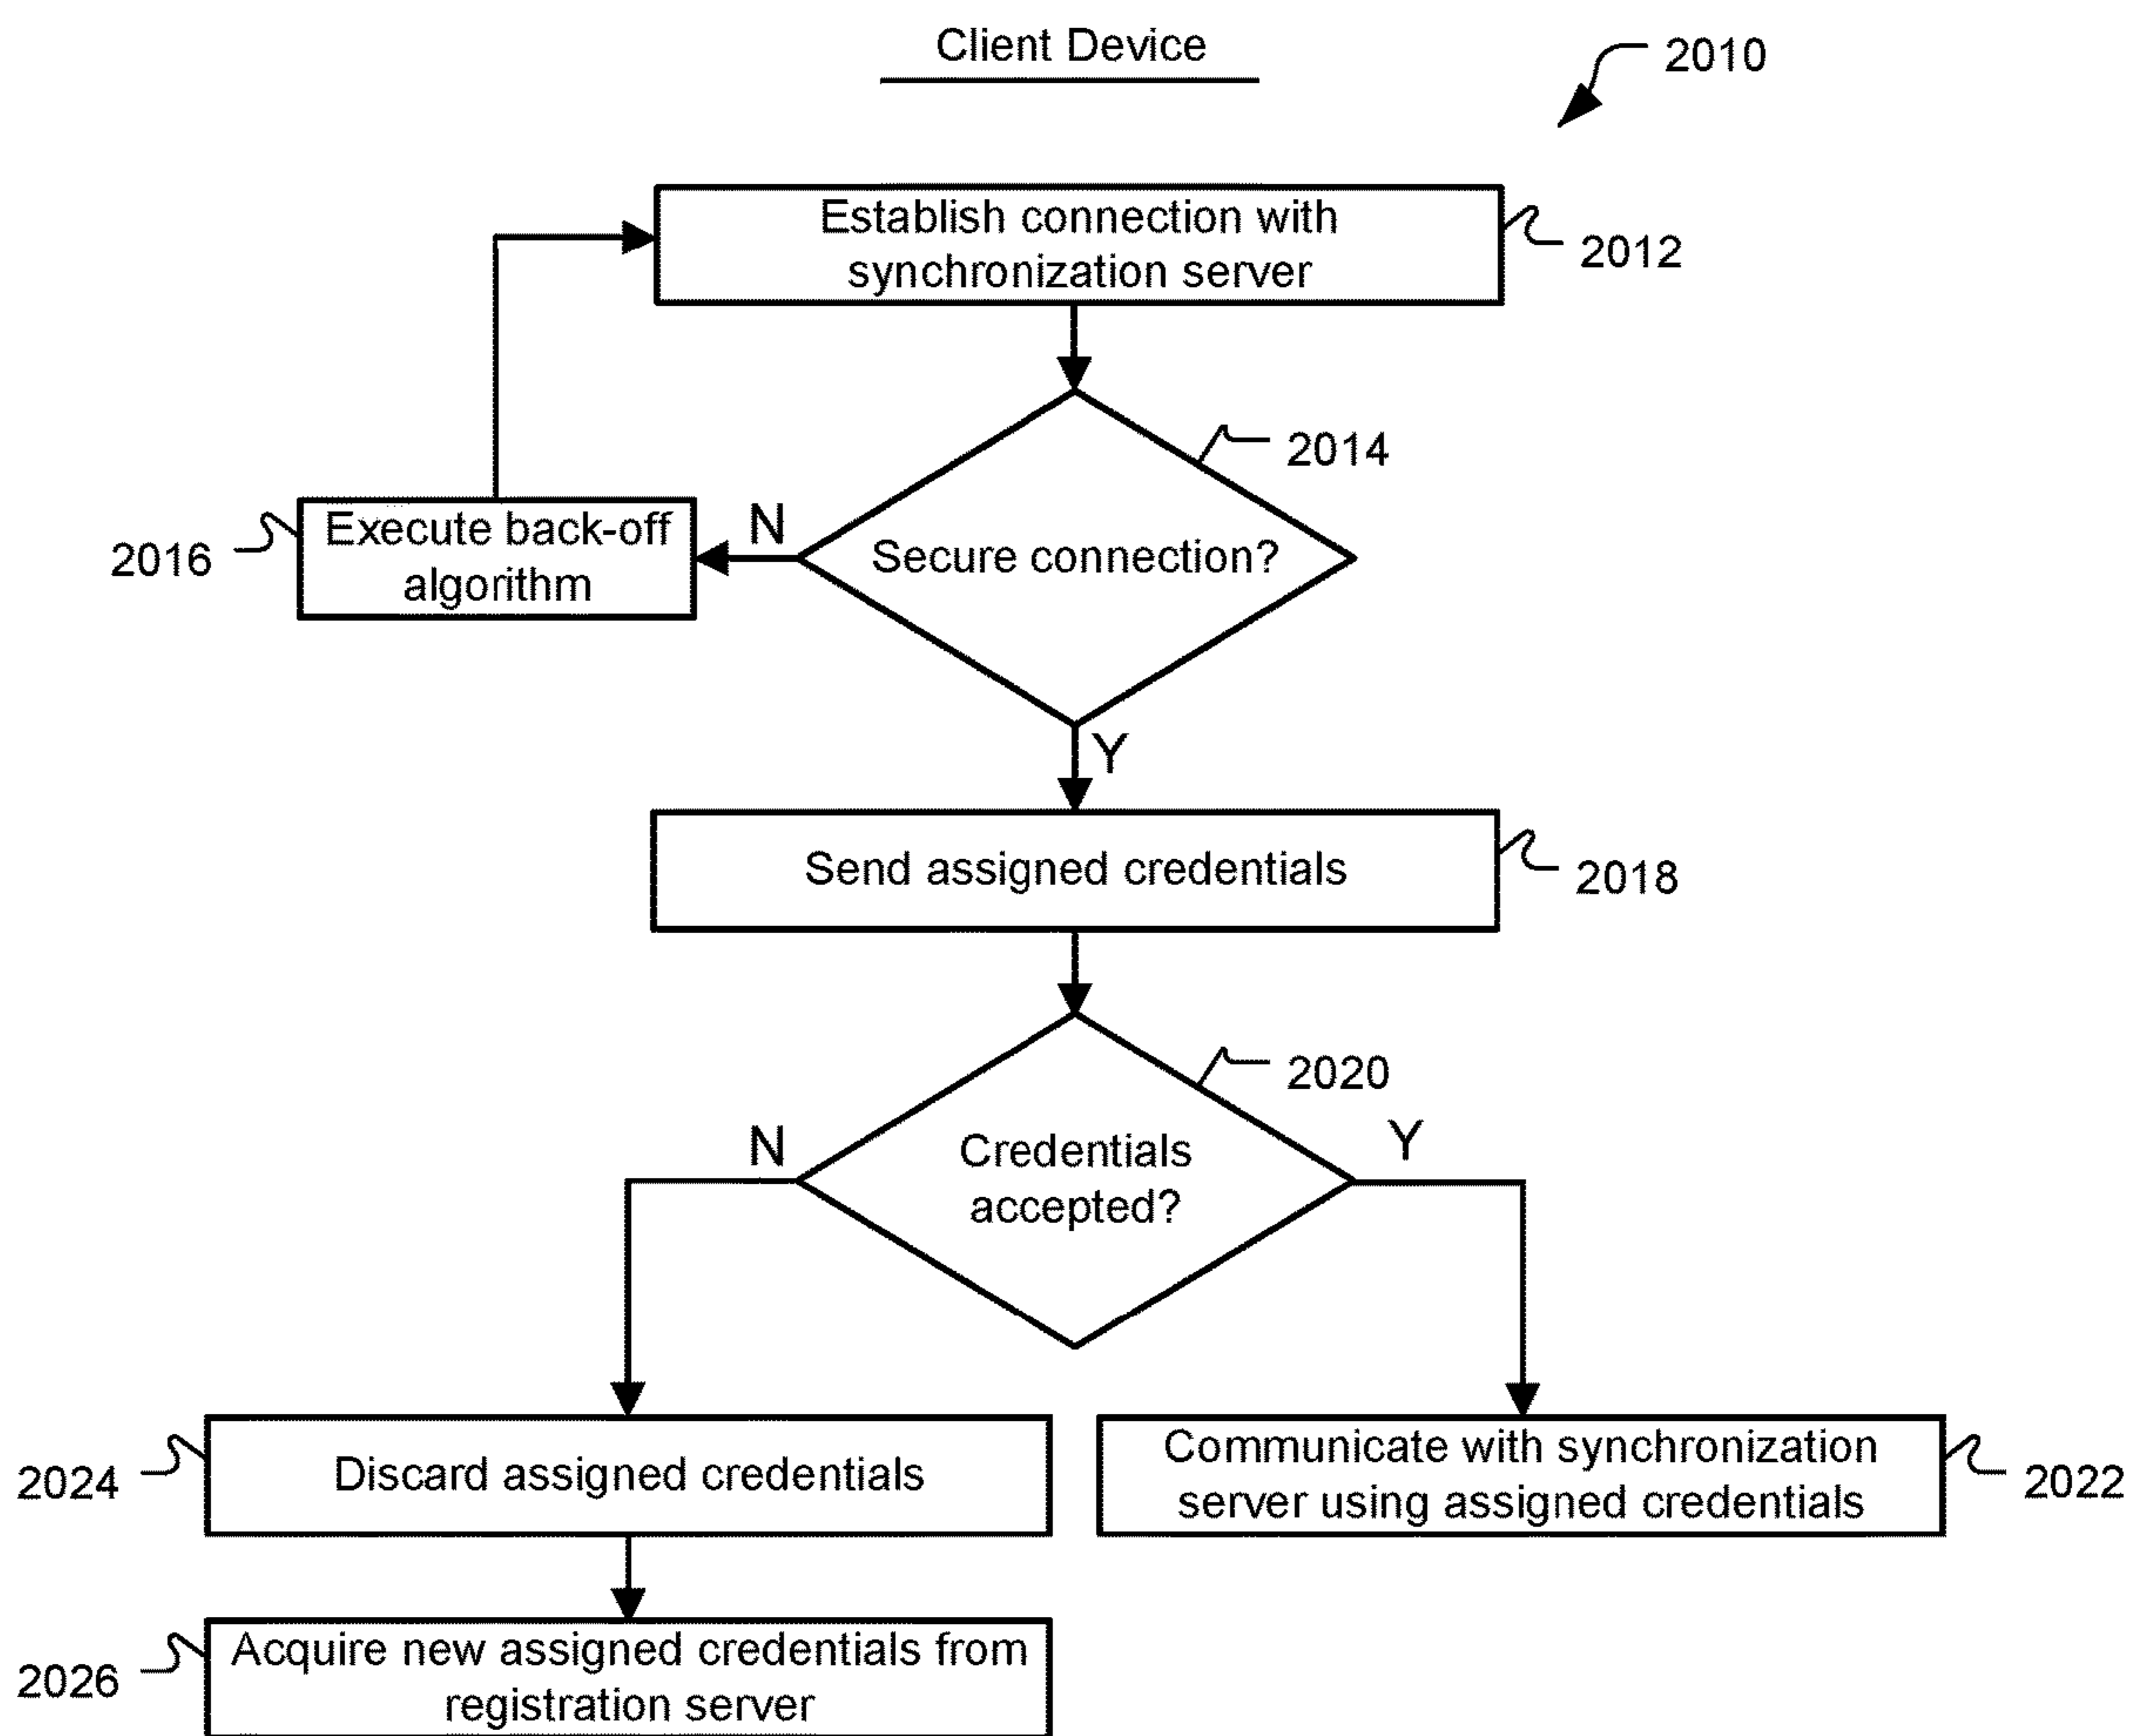 Client Device
2010
Establish connection with
synchronization server
2012
2014
Secure connection?
N
Execute back-off
algorithm
2016
Y
Send assigned credentials
2018
2020
Credentials
accepted?
N
Y
Discard assigned credentials
2024
Communicate with synchronization
server using assigned credentials
2022
Acquire new assigned credentials from
registration server
2026